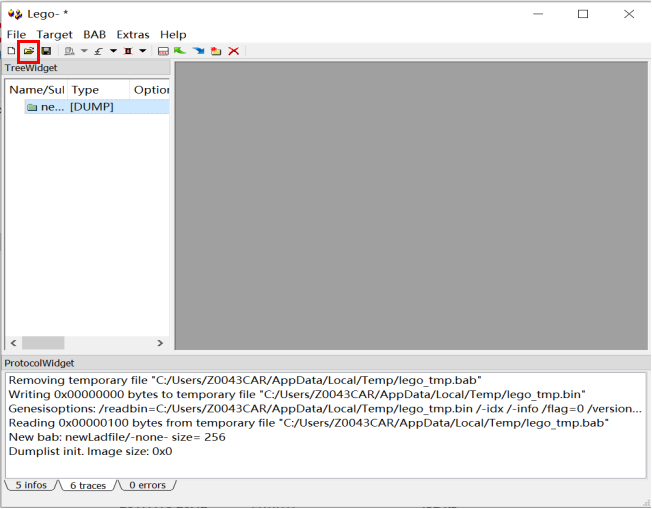 Lego- *
File Target BAB Extras Help
TreeWidget
Name/Sul Type Option
ne... [DUMP]
ProtocolWidget
Removing temporary file "C:/Users/Z0043CAR/AppData/Local/Temp/lego_tmp.bab"
Writing 0x00000000 bytes to temporary file "C:/Users/Z0043CAR/AppData/Local/Temp/lego_tmp.bin"
Genesisoptions: /readbin=C:/Users/Z0043CAR/AppData/Local/Temp/lego_tmp.bin /-idx /-info /flag=0 /version...
Reading 0x00000100 bytes from temporary file "C:/Users/Z0043CAR/AppData/Local/Temp/lego_tmp.bab"
New bab: newLadfile/-none- size= 256
Dumplist init. Image size: 0x0
5 infos 6 traces 0 errors